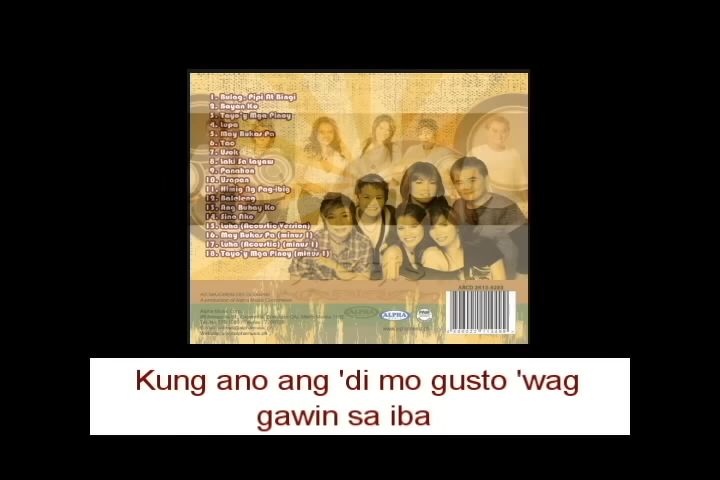 1. Bulag, Pipi At Bingi
2. Bayan Ko
3. Tayo'y Mga Pinoy
4. Lupa
5. May Bukas Pa
6. Tao
7. Usok
8. Laki Sa Layaw
9. Panahon
10. Usapan
11. Himig Ng Pag-ibig
12. Baleleng
13. Ang Buhay Ko
14. Sino Ako
15. Luha (Acoustic Version)
16. May Bukas Pa (minus 1)
17. Luha (Acoustic) (minus 1)
18. Tayo'y Mga Pinoy (minus 1)
ALPHA
ALPHA
Kung ano ang 'di mo gusto 'wag
gawin sa iba